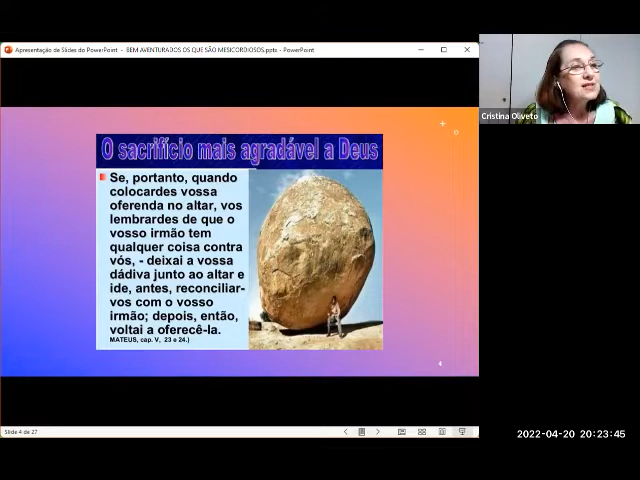 Apresentação de Slides do PowerPoint - BEM AVENTURADOS OS QUE SÃO MESICORDIOSOS.pptx - PowerPoint
Cristina Oliveto
O sacrifício mais agradável a Deus
Se, portanto, quando
colocardes vossa
oferenda no altar, vos
lembrardes de que o
vosso irmão tem
qualquer coisa contra
vós, - deixai a vossa
dádiva junto ao altar e
ide, antes, reconciliar-
vos com o vosso
irmão; depois, então,
voltai a oferecê-la.
MATEUS, cap. V, 23 e 24.)
4
Slide 4 de 27
2022-04-20 20:23:45